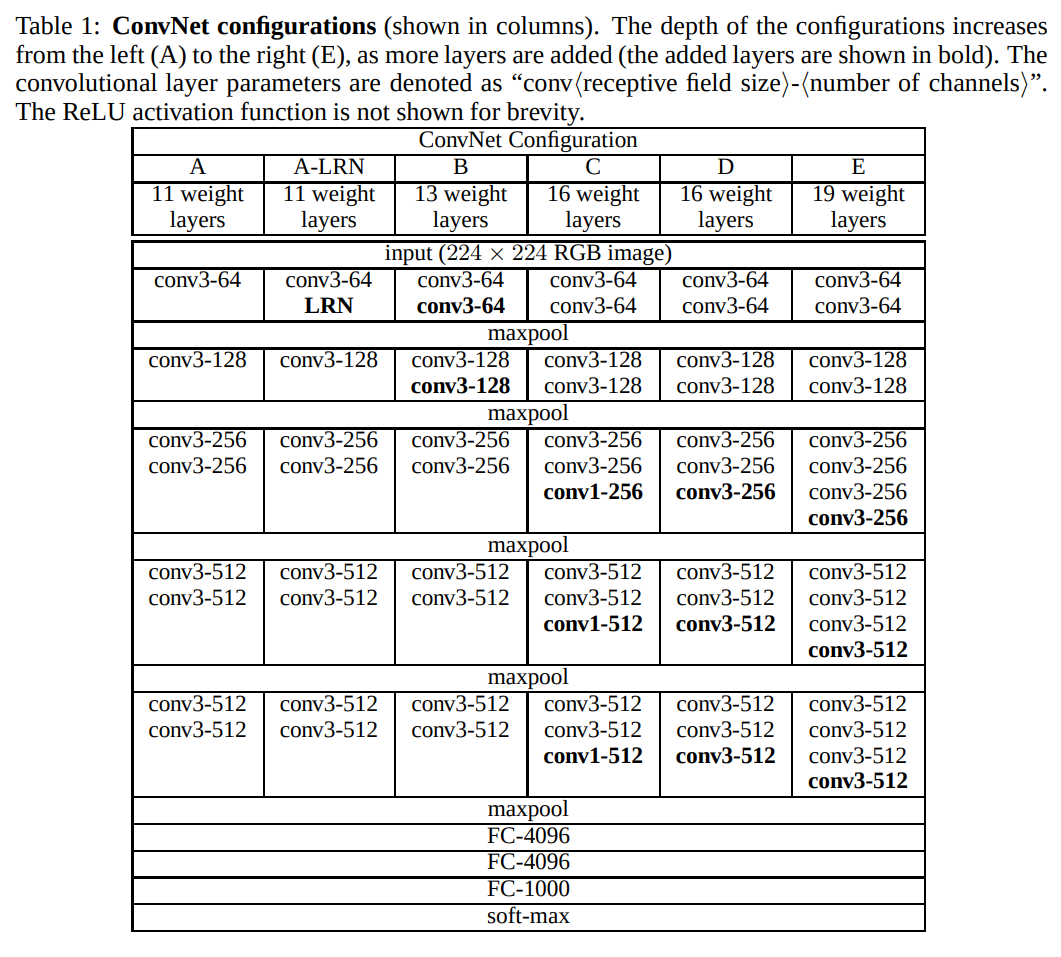 Table 1: ConvNet configurations (shown in columns). The depth of the configurations increases
from the left (A) to the right (E), as more layers are added (the added layers are shown in bold). The
convolutional layer parameters are denoted as “conv⟨receptive field size⟩-⟨number of channels⟩”.
The ReLU activation function is not shown for brevity.
ConvNet Configuration
A A-LRN B C D E
11 weight 11 weight 13 weight 16 weight 16 weight 19 weight
layers layers layers layers layers layers
input (224 × 224 RGB image)
conv3-64 conv3-64 conv3-64 conv3-64 conv3-64 conv3-64
LRN conv3-64 conv3-64 conv3-64 conv3-64
maxpool
conv3-128 conv3-128 conv3-128 conv3-128 conv3-128 conv3-128
conv3-128 conv3-128 conv3-128 conv3-128
maxpool
conv3-256 conv3-256 conv3-256 conv3-256 conv3-256 conv3-256
conv3-256 conv3-256 conv3-256 conv3-256 conv3-256 conv3-256
conv1-256 conv3-256 conv3-256
conv3-256
maxpool
conv3-512 conv3-512 conv3-512 conv3-512 conv3-512 conv3-512
conv3-512 conv3-512 conv3-512 conv3-512 conv3-512 conv3-512
conv1-512 conv3-512 conv3-512
conv3-512
maxpool
conv3-512 conv3-512 conv3-512 conv3-512 conv3-512 conv3-512
conv3-512 conv3-512 conv3-512 conv3-512 conv3-512 conv3-512
conv1-512 conv3-512 conv3-512
conv3-512
maxpool
FC-4096
FC-4096
FC-1000
soft-max